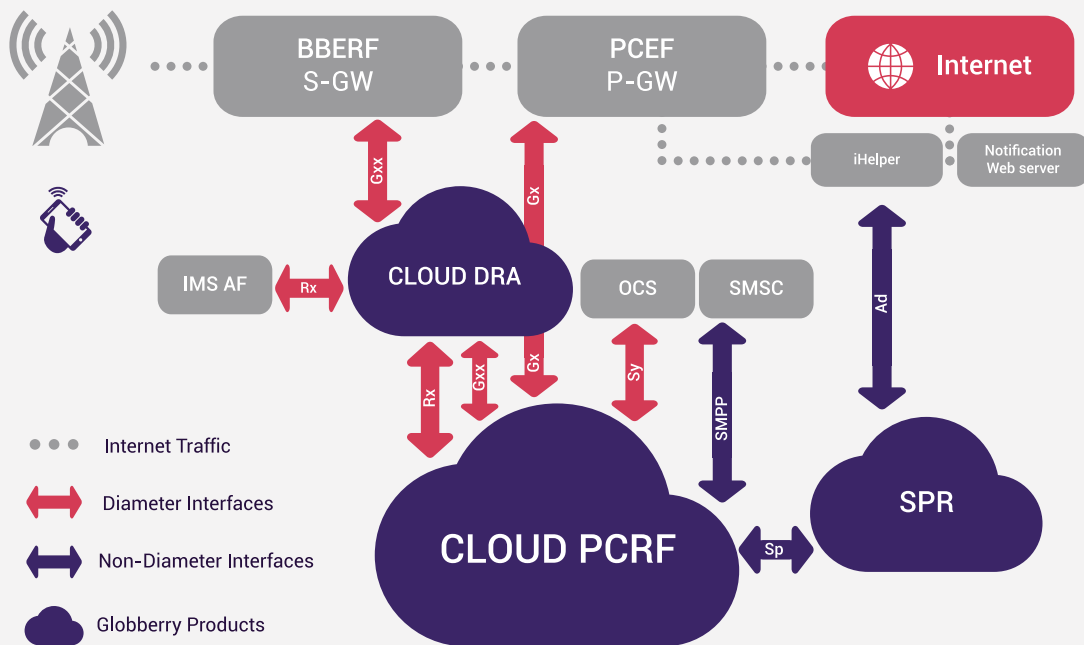 BBERF
S-GW
PCEF
P-GW
Internet
iHelper
Notification
Web server
Gxx
Gx
CLOUD DRA
IMS AF
Rx
OCS
SMSC
Ad
Rx
Gxx
Gx
Sy
SMPP
Internet Traffic
Diameter Interfaces
Non-Diameter Interfaces
Globberry Products
CLOUD PCRF
Sp
SPR